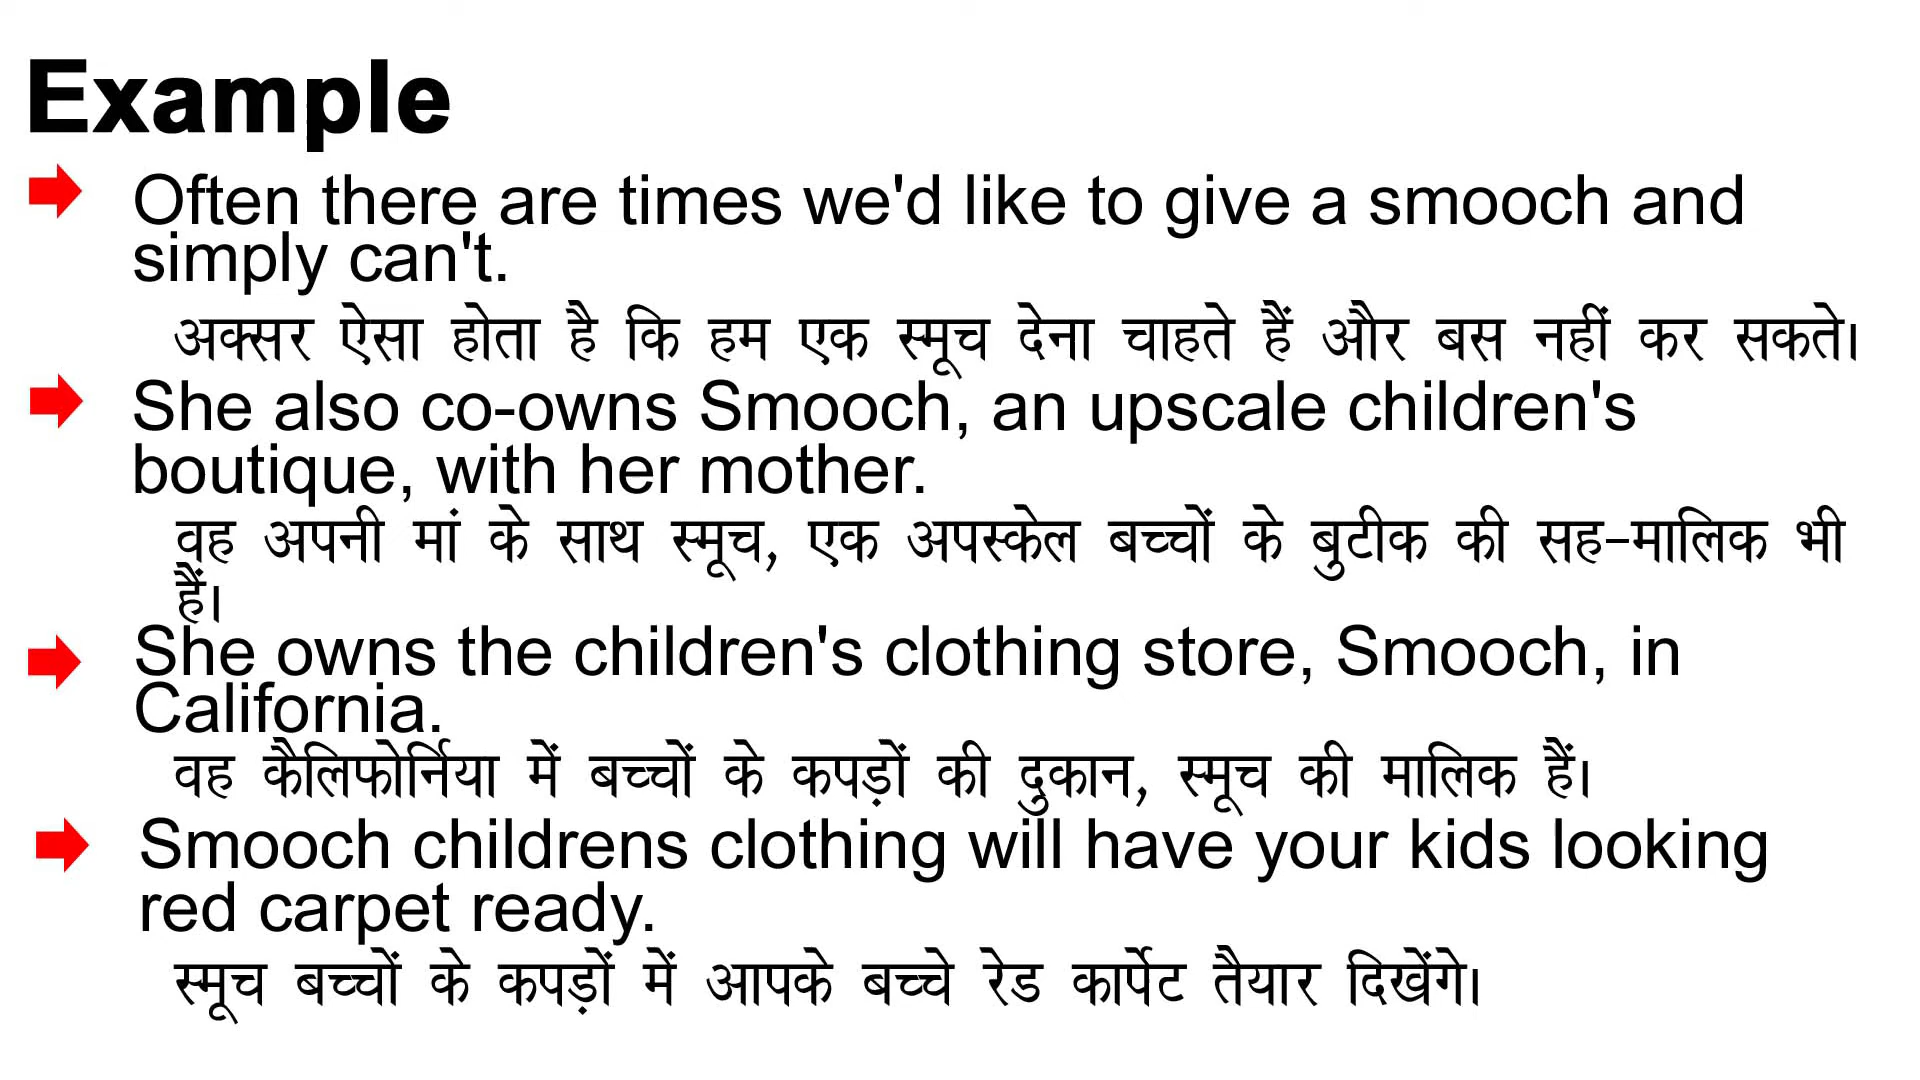 Example
Often there are times we'd like to give a smooch and
simply can't.
अक्सर ऐसा होता है कि हम एक स्मूच देना चाहते हैं और बस नहीं कर सकते।
She also co-owns Smooch, an upscale children's
boutique, with her mother.
वह अपनी मां के साथ स्मूच, एक अपस्केल बच्चों के बुटीक की सह-मालिक भी
हैं।
She owns the children's clothing store, Smooch, in
California.
वह कैलिफोर्निया में बच्चों के कपड़ों की दुकान, स्मूच की मालिक हैं।
Smooch childrens clothing will have your kids looking
red carpet ready.
स्मूच बच्चों के कपड़ों में आपके बच्चे रेड कार्पेट तैयार दिखेंगे।